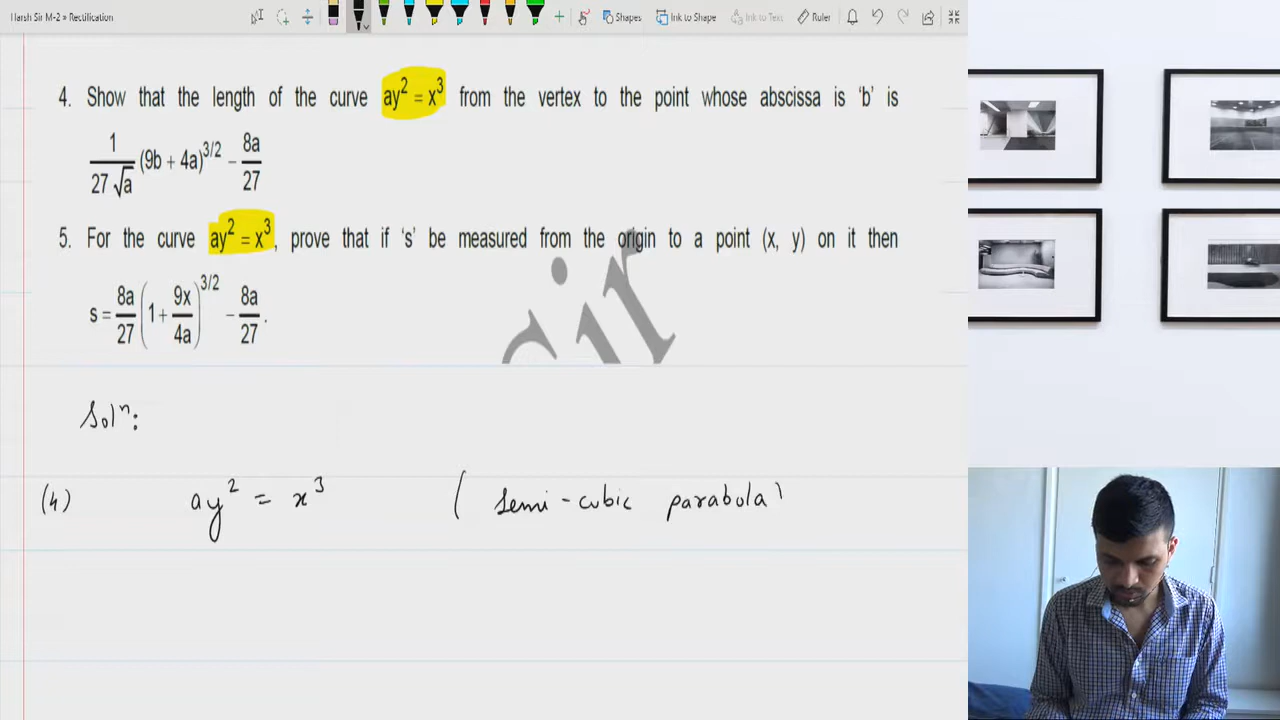 Harsh Sir M-2 » Rectification
Shapes Ink to Shape Ink to Text Ruler
4. Show that the length of the curve ay² = x³ from the vertex to the point whose abscissa is ‘b’ is
1/(27√a) (9b + 4a)^3/2 – 8a/27
5. For the curve ay² = x³, prove that if ‘s’ be measured from the origin to a point (x, y) on it then
s = 8a/27 (1 + 9x/4a)^3/2 – 8a/27.
Sir
Solⁿ:
(4) ay² = x³ ( Semi-cubic parabola)